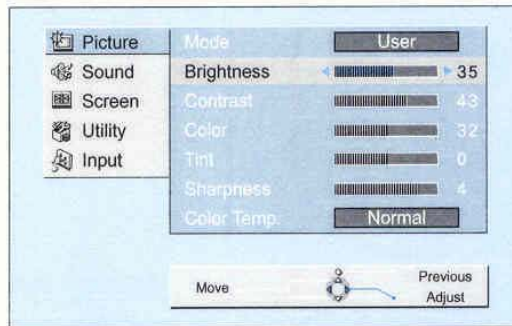 Picture
Sound
Screen
Utility
Input
Mode User
Brightness 35
Contrast 43
Color 32
Tint 0
Sharpness 4
Color Temp. Normal
Move
Previous
Adjust